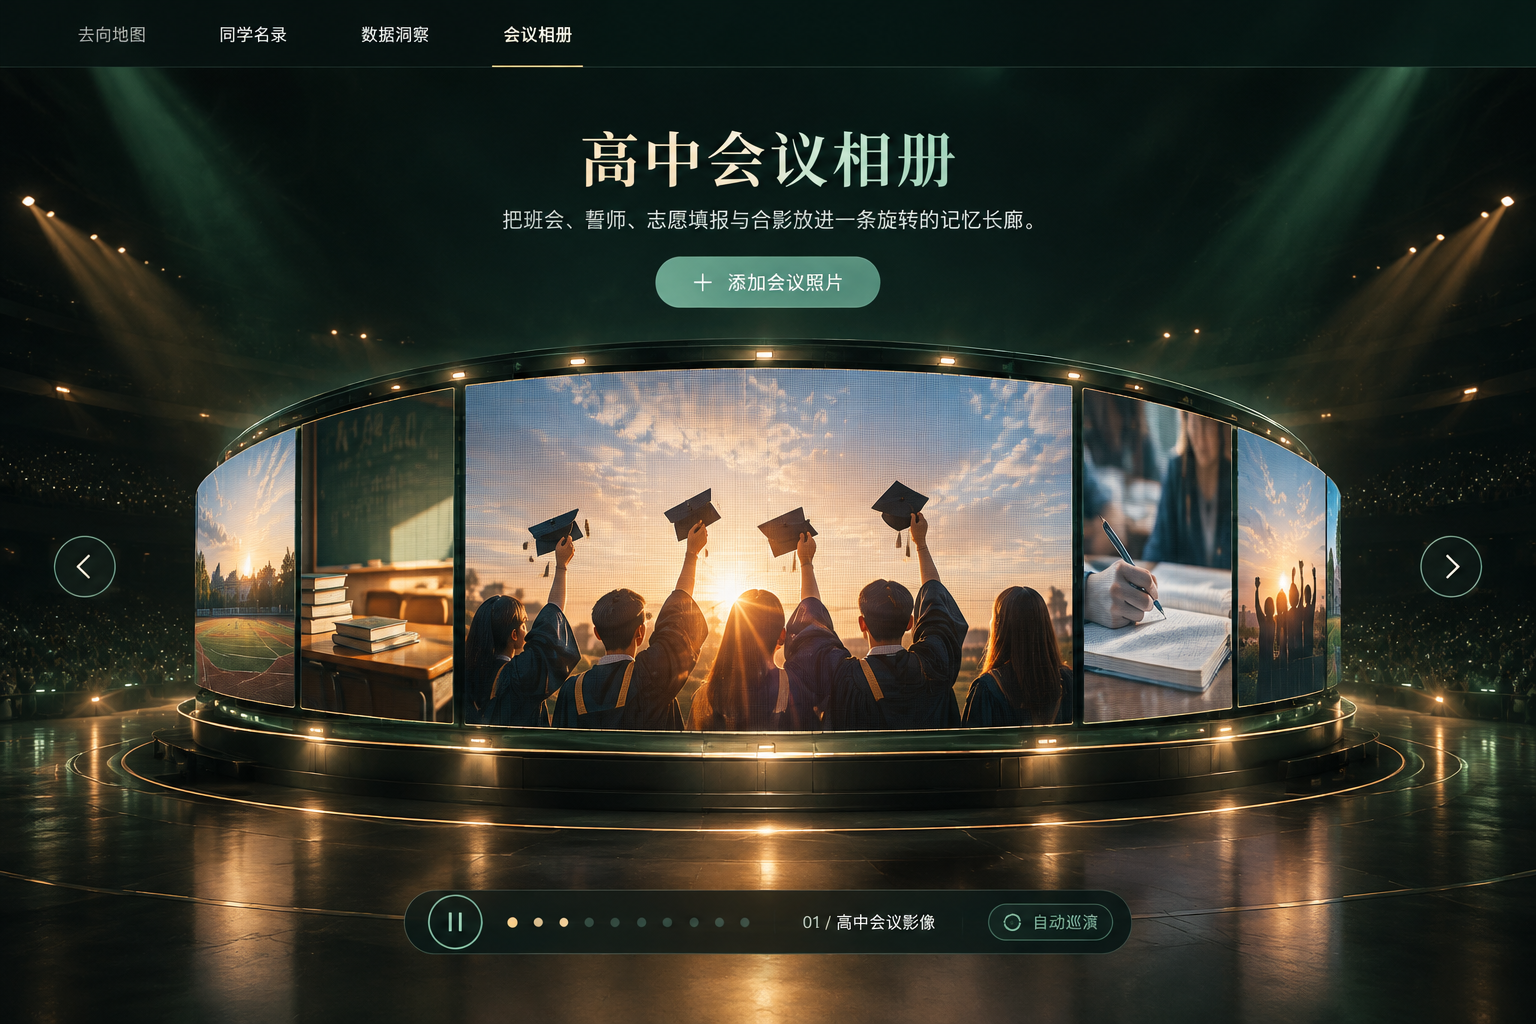 去向地图
同学名录
数据洞察
会议相册
高中会议相册
把班会、誓师、志愿填报与合影放进一条旋转的记忆长廊。
添加会议照片
01 / 高中会议影像
自动巡演